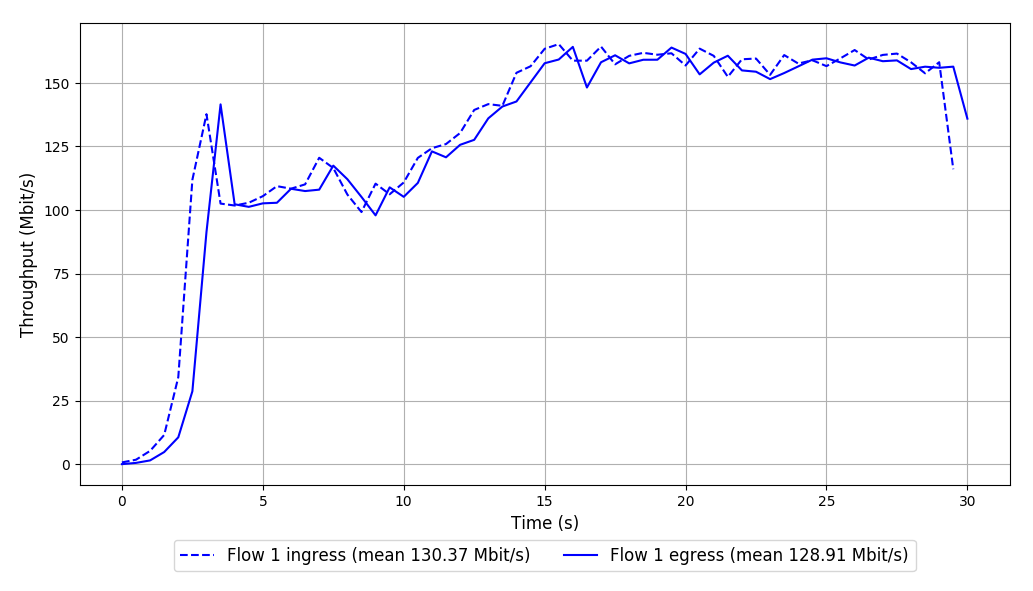 Throughput (Mbit/s)
150
125
100
75
50
25
0
0 5 10 15 20 25 30
Time (s)
Flow 1 ingress (mean 130.37 Mbit/s) Flow 1 egress (mean 128.91 Mbit/s)